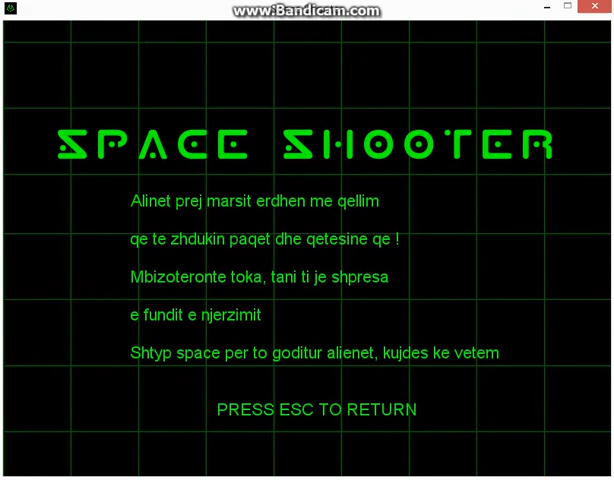 www.Bandicam.com
SPACE SHOOTER
Alinet prej marsit erdhen me qellim
qe te zhdukin paqet dhe qetesine qe !
Mbizoteronte toka, tani ti je shpresa
e fundit e njerzimit
Shtyp space per to goditur alienet, kujdes ke vetem
PRESS ESC TO RETURN